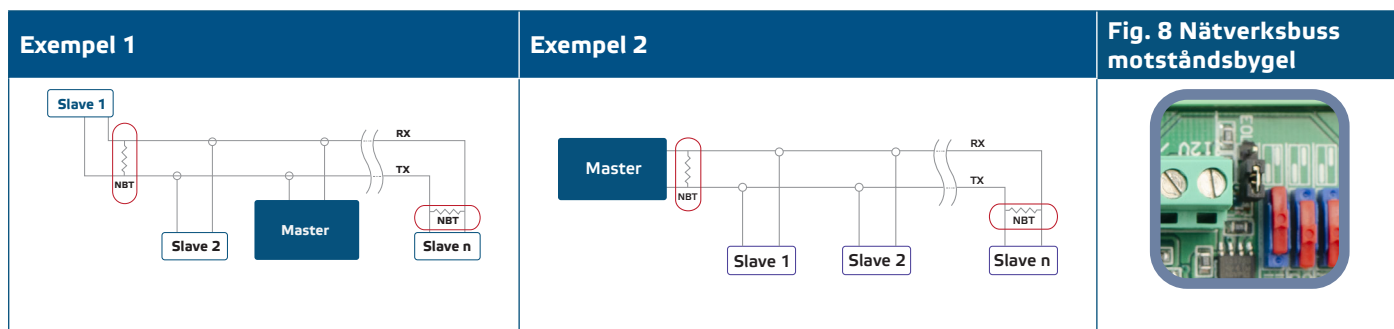 Exempel 1
Exempel 2
Fig. 8 Nätverksbuss
motståndsbygel
Slave 1
RX
TX
NBT
NBT
Slave 2
Master
Slave n
Master
RX
TX
NBT
NBT
Slave 1
Slave 2
Slave n
EOL